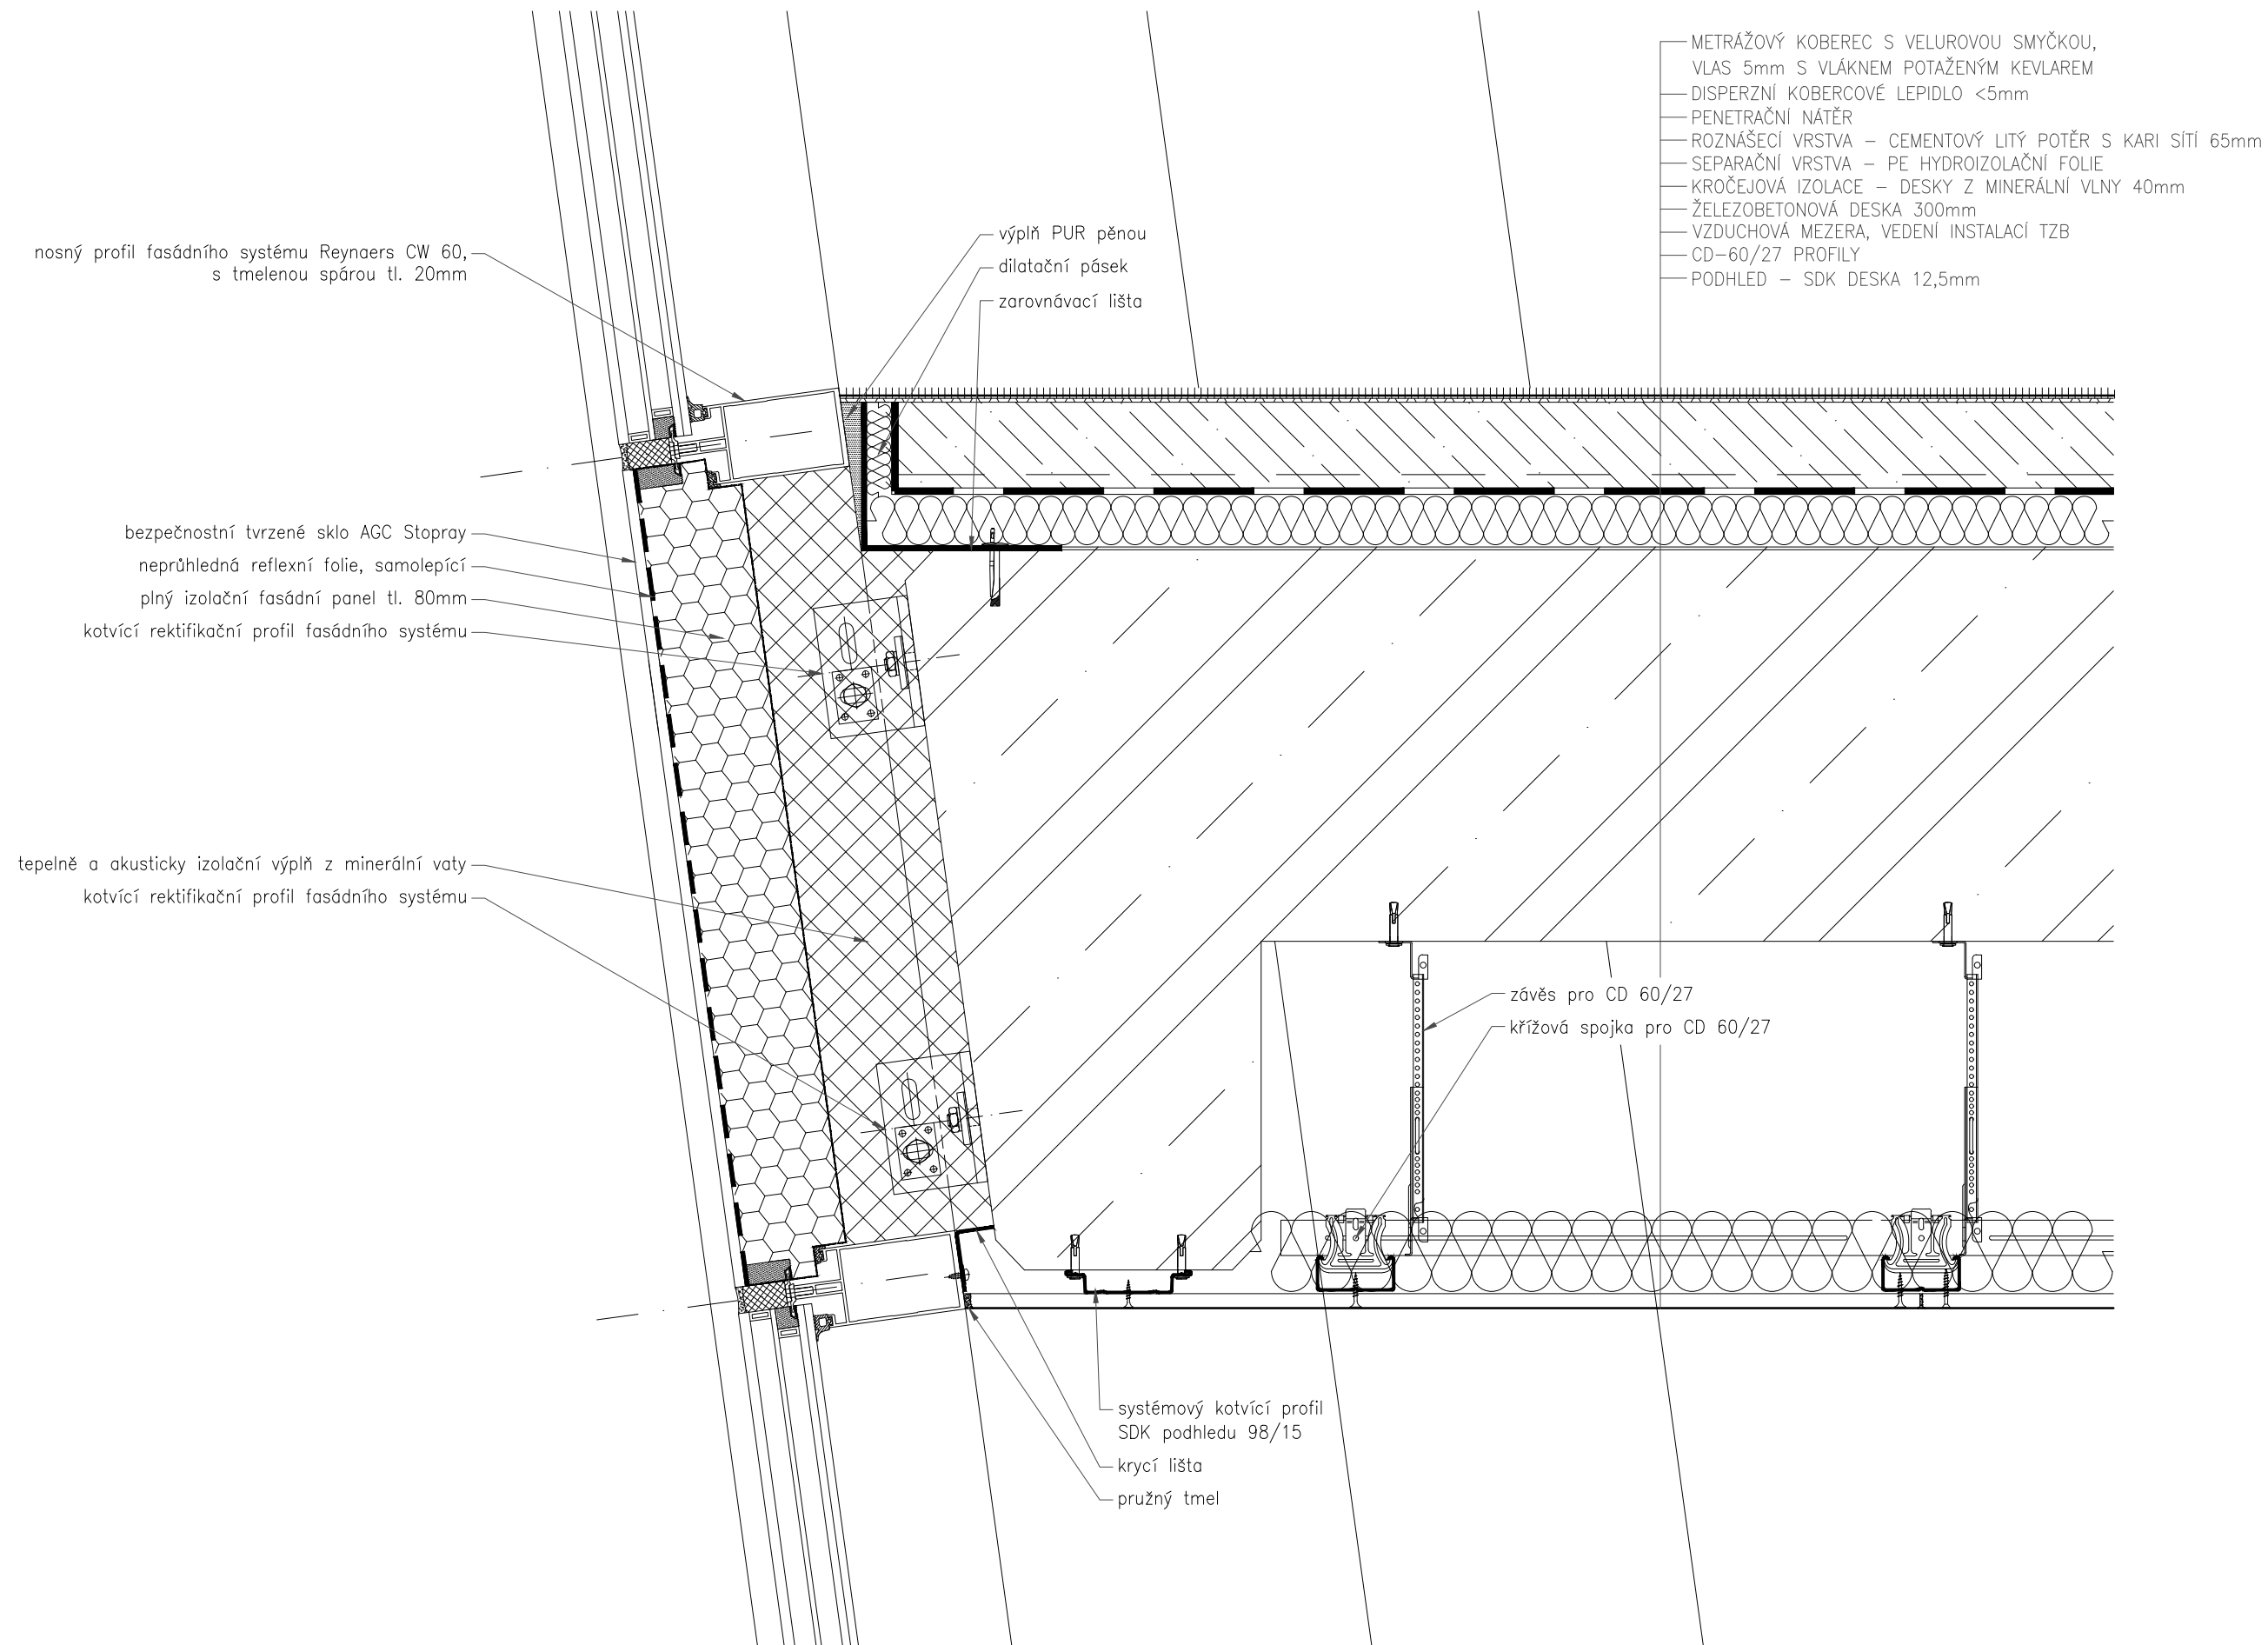 METRÁŽOVÝ KOBEREC S VELUROVOU SMYČKOU,
VLAS 5mm S VLÁKNEM POTAŽENÝM KEVLAREM
DISPERZNÍ KOBERCOVÉ LEPIDLO <5mm
PENETRAČNÍ NÁTĚR
ROZNÁŠECÍ VRSTVA – CEMENTOVÝ LITÝ POTĚR S KARI SÍTÍ 65mm
SEPARAČNÍ VRSTVA – PE HYDROIZOLAČNÍ FOLIE
KROČEJOVÁ IZOLACE – DESKY Z MINERÁLNÍ VLNY 40mm
ŽELEZOBETONOVÁ DESKA 300mm
VZDUCHOVÁ MEZERA, VEDENÍ INSTALACÍ TZB
CD-60/27 PROFILY
PODHLED – SDK DESKA 12,5mm
výplň PUR pěnou
dilatační pásek
zarovnávací lišta
nosný profil fasádního systému Reynaers CW 60,
s tmelenou spárou tl. 20mm
bezpečnostní tvrzené sklo AGC Stopray
neprůhledná reflexní folie, samolepící
plný izolační fasádní panel tl. 80mm
kotvící rektifikační profil fasádního systému
tepelně a akusticky izolační výplň z minerální vaty
kotvící rektifikační profil fasádního systému
závěs pro CD 60/27
křížová spojka pro CD 60/27
systémový kotvící profil
SDK podhledu 98/15
krycí lišta
pružný tmel